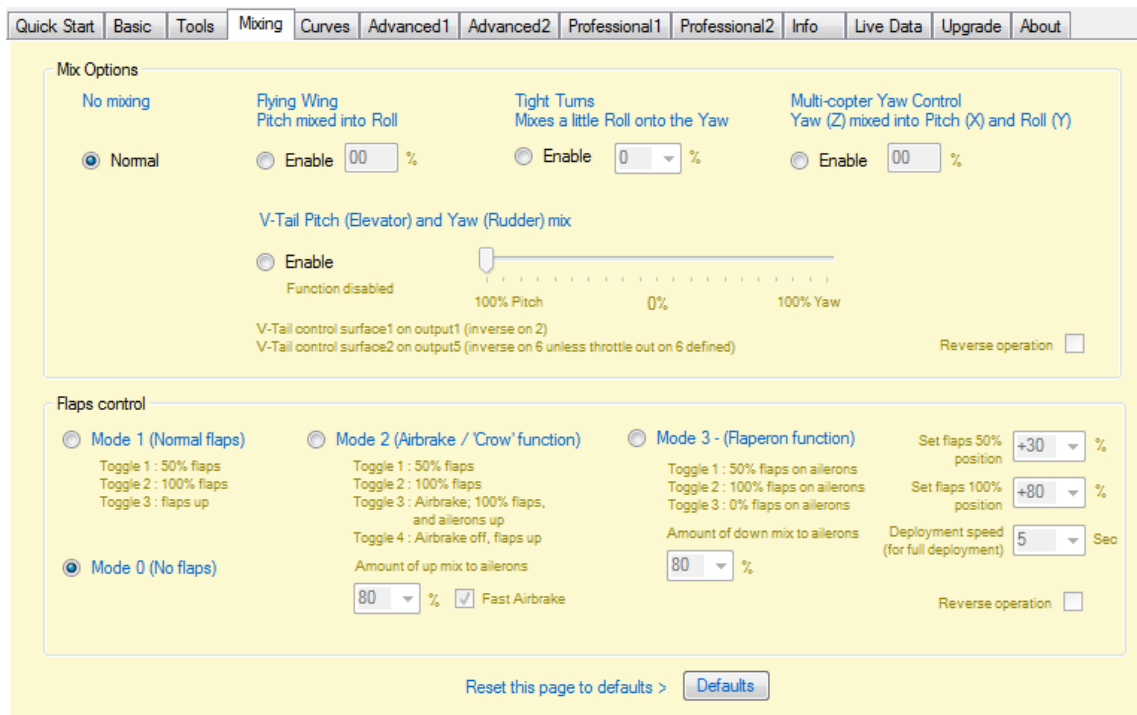 Quick Start Basic Tools Mixing Curves Advanced1 Advanced2 Professional1 Professional2 Info Live Data Upgrade About
Mix Options
No mixing
Normal
Flying Wing
Pitch mixed into Roll
Enable 00 %
Tight Turns
Mixes a little Roll onto the Yaw
Enable 0 %
Multi-copter Yaw Control
Yaw (Z) mixed into Pitch (X) and Roll (Y)
Enable 00 %
V-Tail Pitch (Elevator) and Yaw (Rudder) mix
Enable
Function disabled
100% Pitch 0% 100% Yaw
V-Tail control surface1 on output1 (inverse on 2)
V-Tail control surface2 on output5 (inverse on 6 unless throttle out on 6 defined)
Reverse operation
Flaps control
Mode 1 (Normal flaps)
Toggle 1 : 50% flaps
Toggle 2 : 100% flaps
Toggle 3 : flaps up
Mode 0 (No flaps)
Mode 2 (Airbrake / 'Crow' function)
Toggle 1 : 50% flaps
Toggle 2 : 100% flaps
Toggle 3 : Airbrake; 100% flaps,
and ailerons up
Toggle 4 : Airbrake off, flaps up
Amount of up mix to ailerons
80 % Fast Airbrake
Mode 3 - (Flaperon function)
Toggle 1 : 50% flaps on ailerons
Toggle 2 : 100% flaps on ailerons
Toggle 3 : 0% flaps on ailerons
Amount of down mix to ailerons
80 %
Set flaps 50%
position
+30 %
Set flaps 100%
position
+80 %
Deployment speed
(for full deployment)
5 Sec
Reverse operation
Reset this page to defaults > Defaults